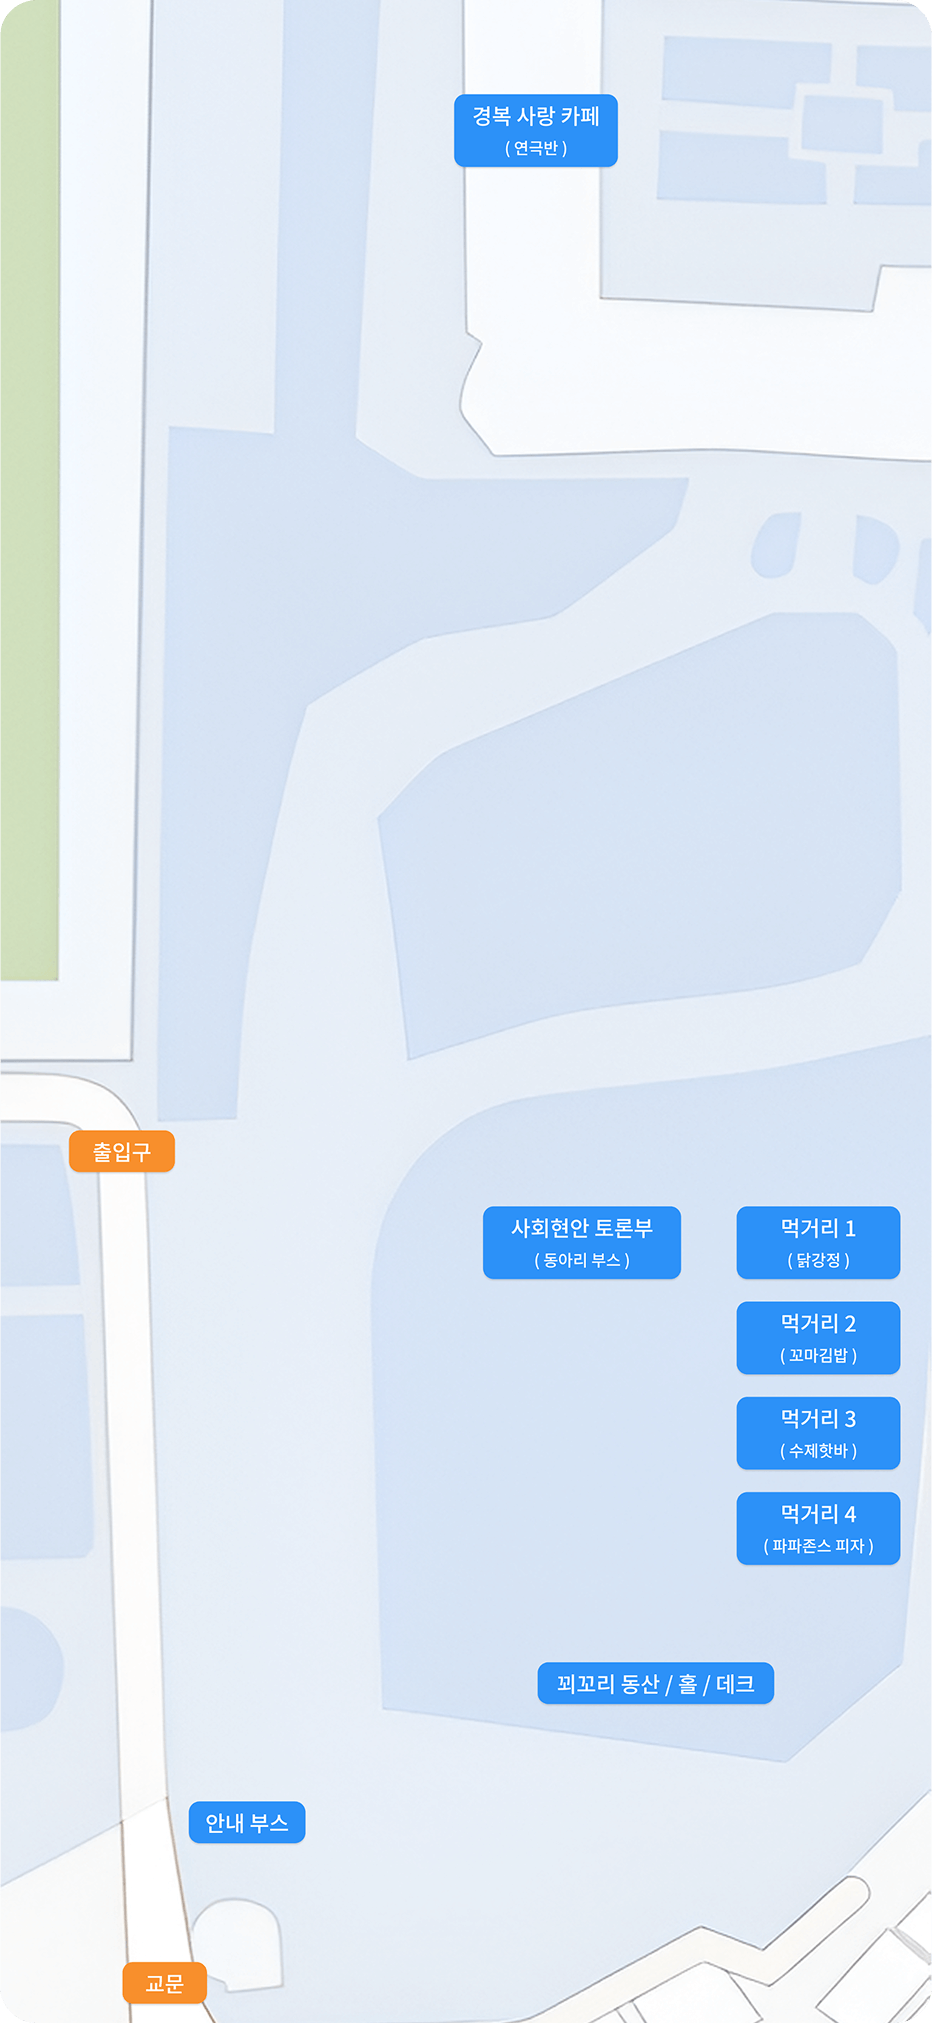 경복 사랑 카페
( 연극반 )
출입구
사회현안 토론부
( 동아리 부스 )
먹거리 1
( 닭강정 )
먹거리 2
( 꼬마김밥 )
먹거리 3
( 수제핫바 )
먹거리 4
( 파파존스 피자 )
꾀꼬리 동산 / 홀 / 데크
안내 부스
교문